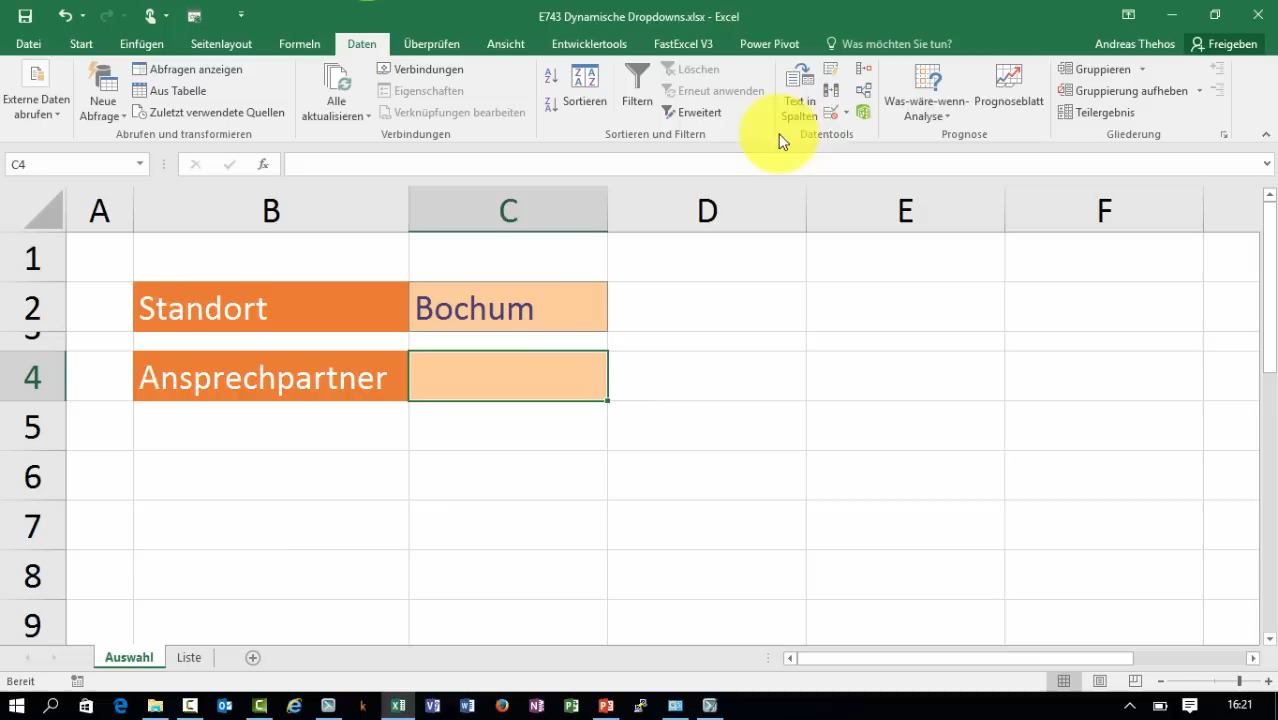 E743 Dynamische Dropdowns.xlsx - Excel
Datei Start Einfügen Seitenlayout Formeln Daten Überprüfen Ansicht Entwicklertools FastExcel V3 Power Pivot Was möchten Sie tun? Andreas Thehos Freigeben
Externe Daten abrufen
Neue Abfrage
Abfragen anzeigen
Aus Tabelle
Zuletzt verwendete Quellen
Abrufen und transformieren
Alle aktualisieren
Verbindungen
Eigenschaften
Verknüpfungen bearbeiten
Verbindungen
Sortieren
Filtern
Löschen
Erneut anwenden
Erweitert
Sortieren und Filtern
Text in Spalten
Datentools
Was-wäre-wenn-Analyse
Prognoseblatt
Prognose
Gruppieren
Gruppierung aufheben
Teilergebnis
Gliederung
C4
fx
A B C D E F
1
2 Standort Bochum
3
4 Ansprechpartner
5
6
7
8
9
Auswahl Liste
Bereit
16:21